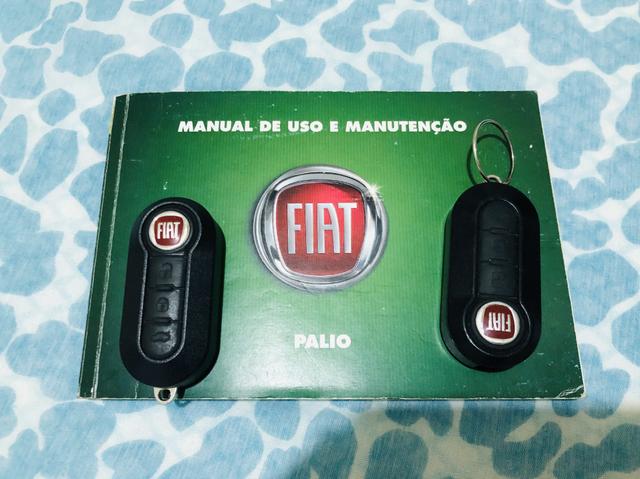 MANUAL DE USO E MANUTENÇÃO
FIAT
FIAT
FIAT
PALIO